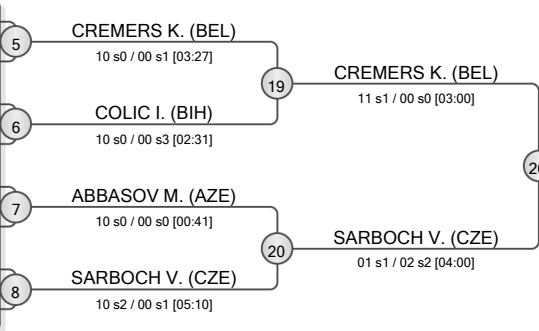 5
CREMERS K. (BEL)
10 s0 / 00 s1 [03:27]
19
CREMERS K. (BEL)
11 s1 / 00 s0 [03:00]
6
COLIC I. (BIH)
10 s0 / 00 s3 [02:31]
7
ABBASOV M. (AZE)
10 s0 / 00 s0 [00:41]
20
SARBOCH V. (CZE)
01 s1 / 02 s2 [04:00]
8
SARBOCH V. (CZE)
10 s2 / 00 s1 [05:10]